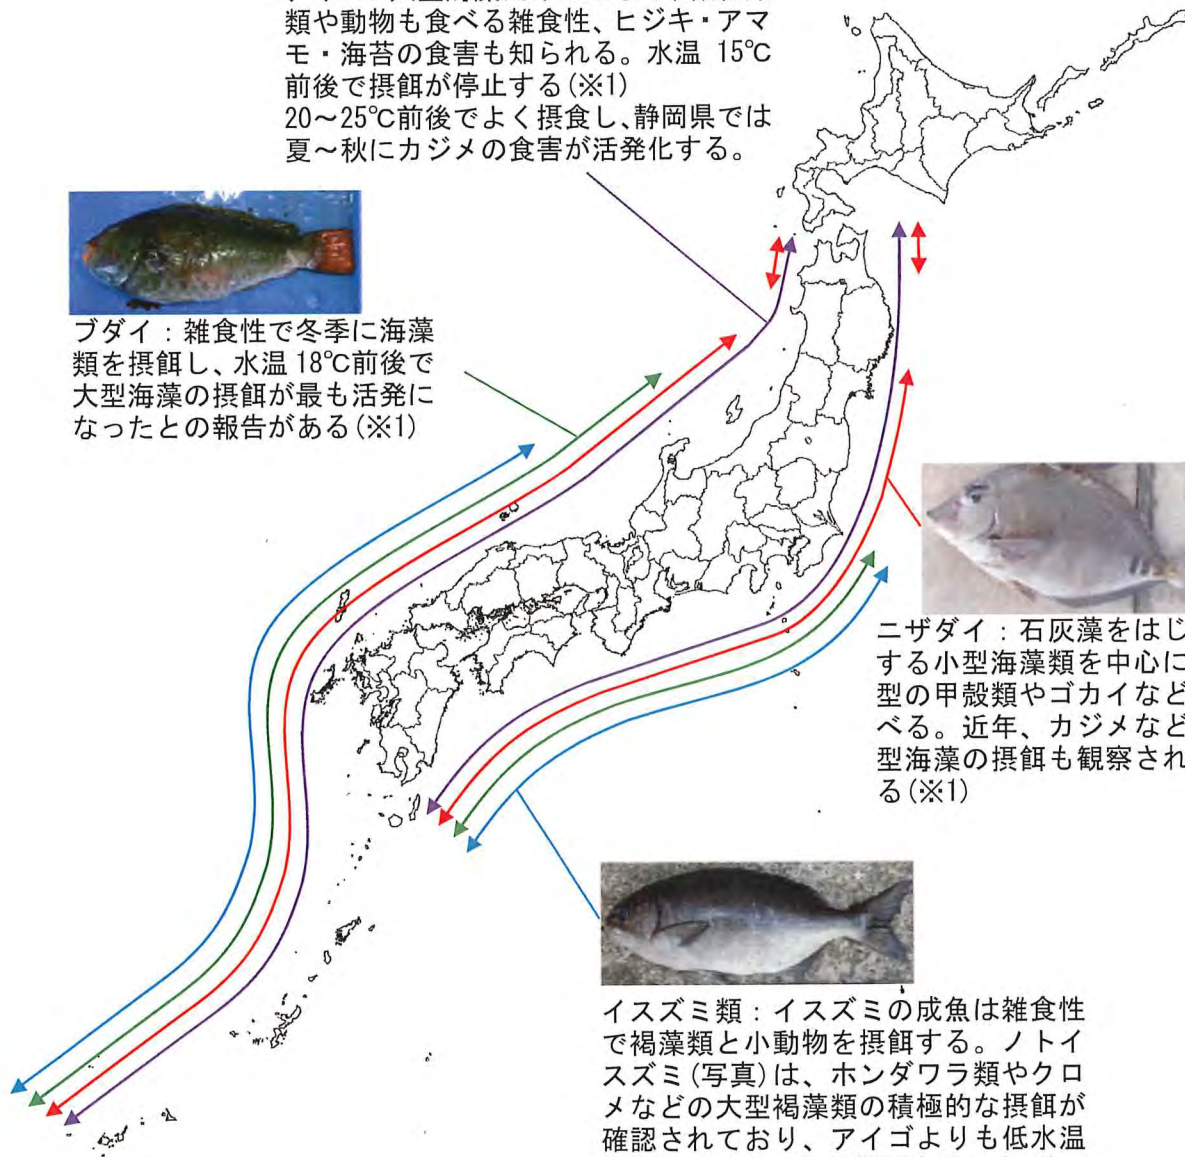 類や動物も食べる雑食性、ヒジキ・アマ
モ・海苔の食害も知られる。水温 15℃
前後で摂餌が停止する(※1)
20～25℃前後でよく摂食し、静岡県では
夏～秋にカジメの食害が活発化する。
ブダイ：雑食性で冬季に海藻
類を摂餌し、水温 18℃前後で
大型海藻の摂餌が最も活発に
なったとの報告がある(※1)
ニザダイ：石灰藻をはじ
する小型海藻類を中心に
型の甲殻類やゴカイなど
べる。近年、カジメなど
型海藻の摂餌も観察され
る(※1)
イスズミ類：イスズミの成魚は雑食性
で褐藻類と小動物を摂餌する。ノトイ
スズミ(写真)は、ホンダワラ類やクロ
メなどの大型褐藻類の積極的な摂餌が
確認されており、アイゴよりも低水温